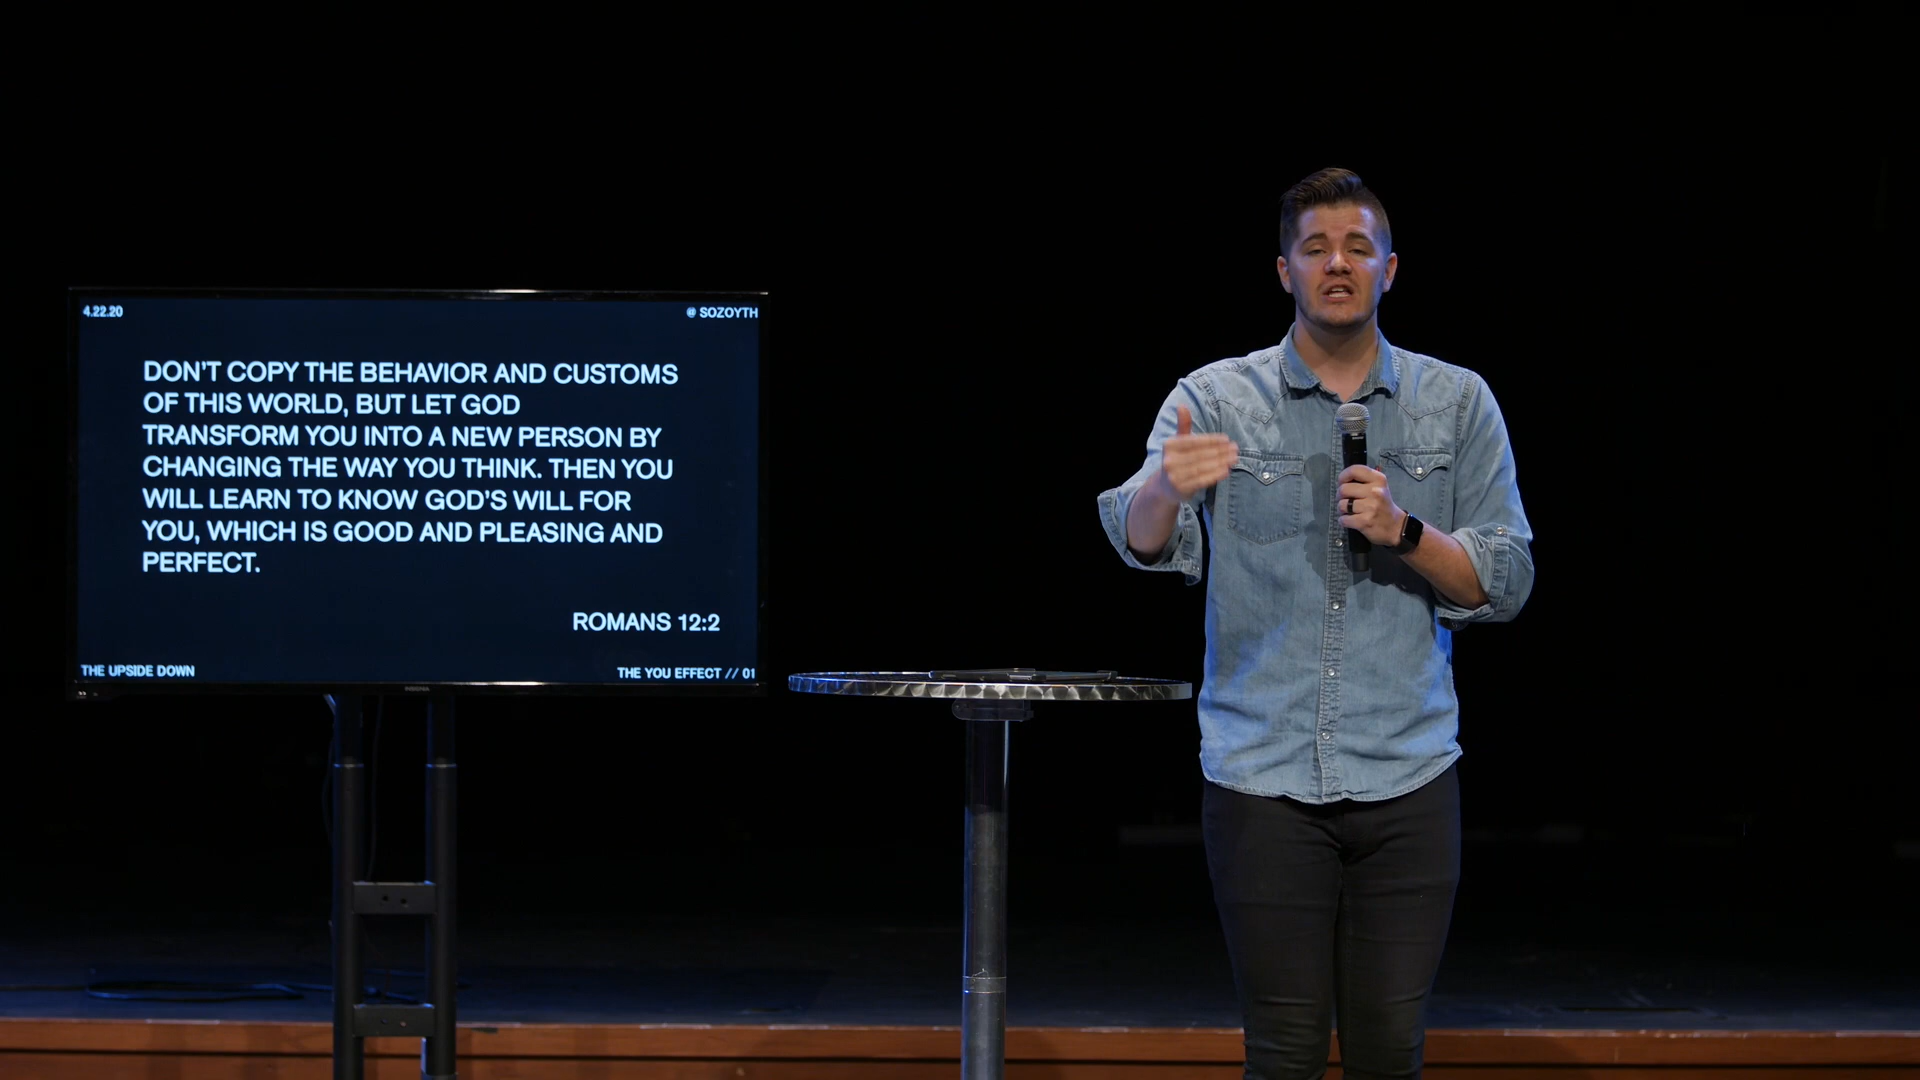 4.22.20
@ SOZOYTH
DON'T COPY THE BEHAVIOR AND CUSTOMS
OF THIS WORLD, BUT LET GOD
TRANSFORM YOU INTO A NEW PERSON BY
CHANGING THE WAY YOU THINK. THEN YOU
WILL LEARN TO KNOW GOD'S WILL FOR
YOU, WHICH IS GOOD AND PLEASING AND
PERFECT.
ROMANS 12:2
THE UPSIDE DOWN
THE YOU EFFECT // 01
INSIGNIA